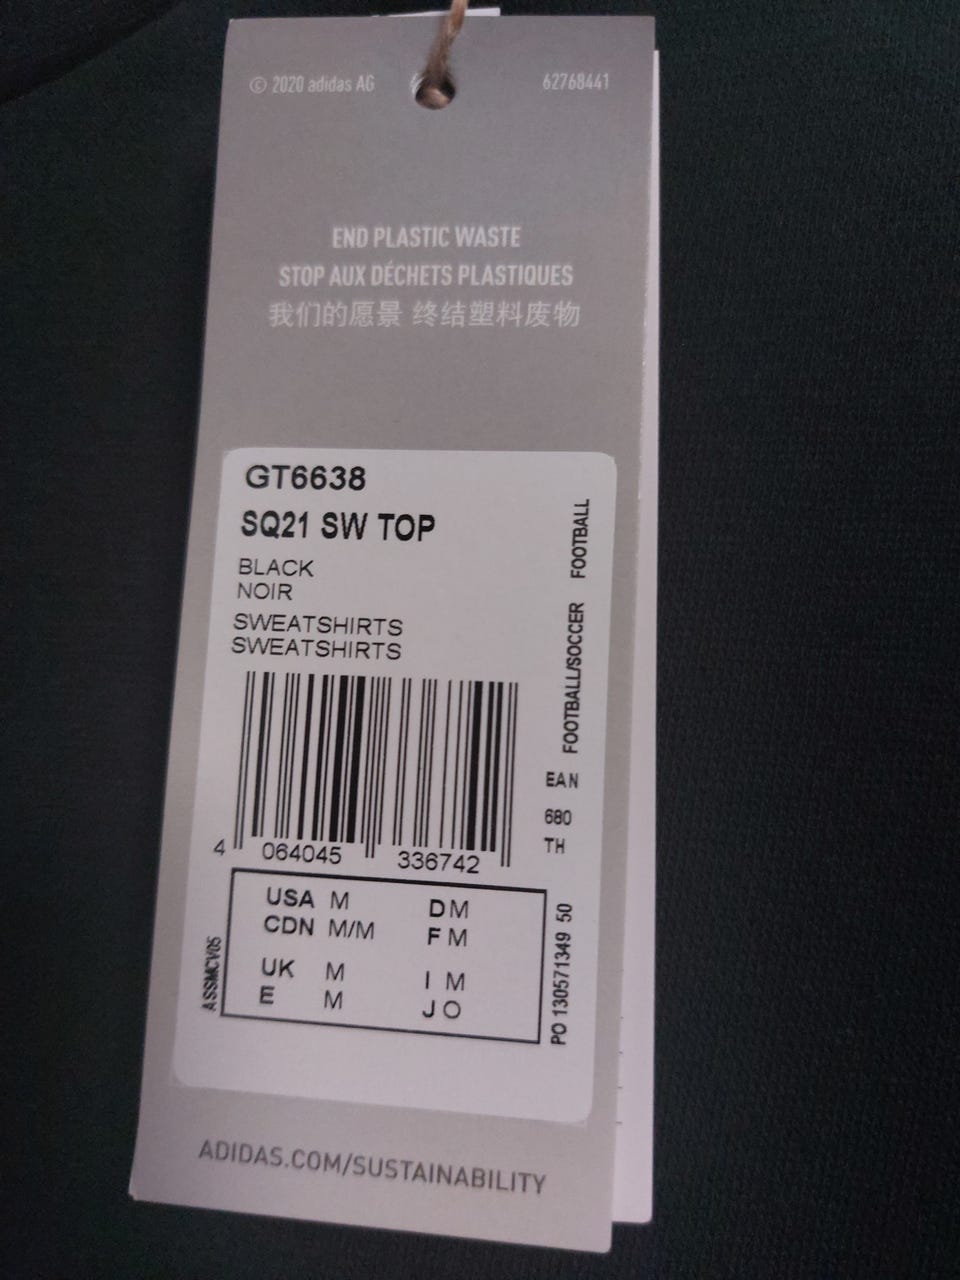 © 2020 adidas AG
62768441
END PLASTIC WASTE
STOP AUX DÉCHETS PLASTIQUES
我们的愿景 终结塑料废物
GT6638
SQ21 SW TOP
BLACK
NOIR
SWEATSHIRTS
SWEATSHIRTS
FOOTBALL/SOCCER FOOTBALL
EAN
680
TH
4 064045 336742
USA M D M
CDN M/M F M
UK M I M
E M J O
ASSMCV05
PO 130571349 50
ADIDAS.COM/SUSTAINABILITY